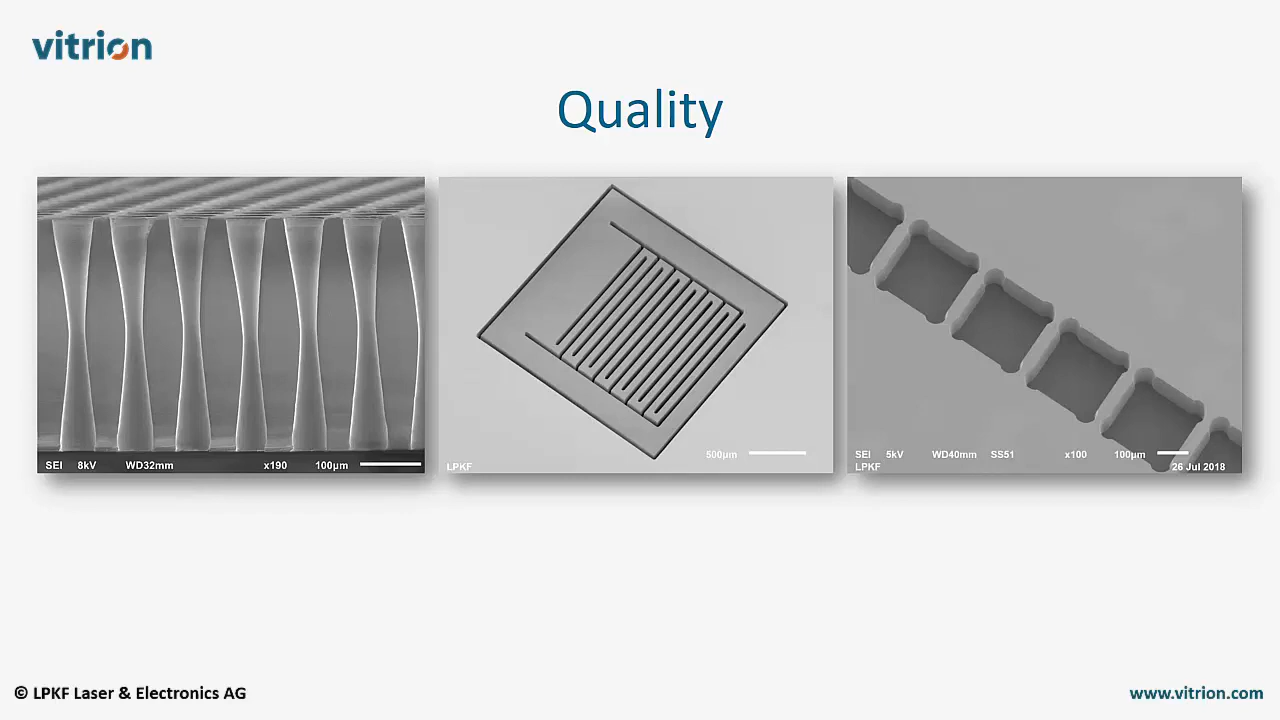 vitrion
Quality
SEI 8kV WD32mm x190 100µm
500µm
LPKF
SEI 5kV WD40mm SS51 x100 100µm
LPKF 26 Jul 2018
© LPKF Laser & Electronics AG
www.vitrion.com